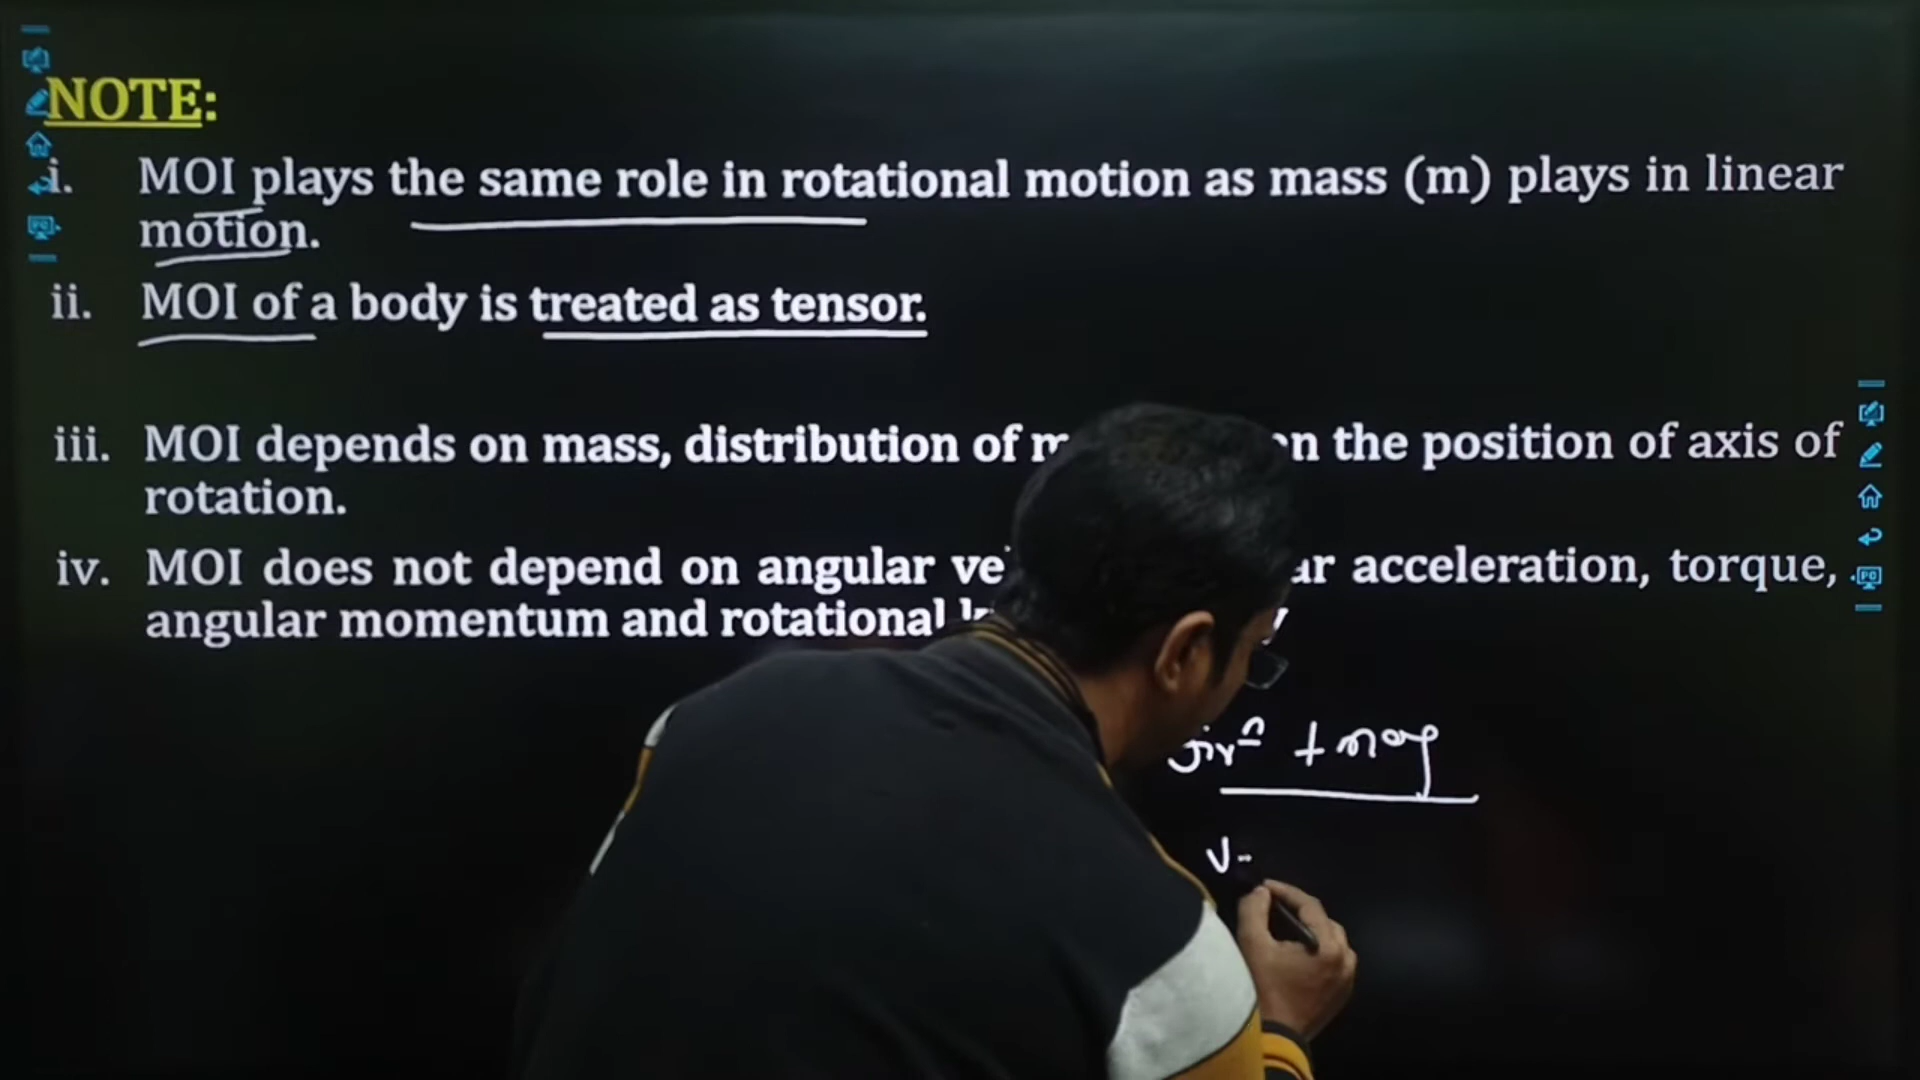 NOTE:
i. MOI plays the same role in rotational motion as mass (m) plays in linear
motion.
ii. MOI of a body is treated as tensor.
iii. MOI depends on mass, distribution of the position of axis of
rotation.
iv. MOI does not depend on angular acceleration, torque,
angular momentum and rotational
+ mag